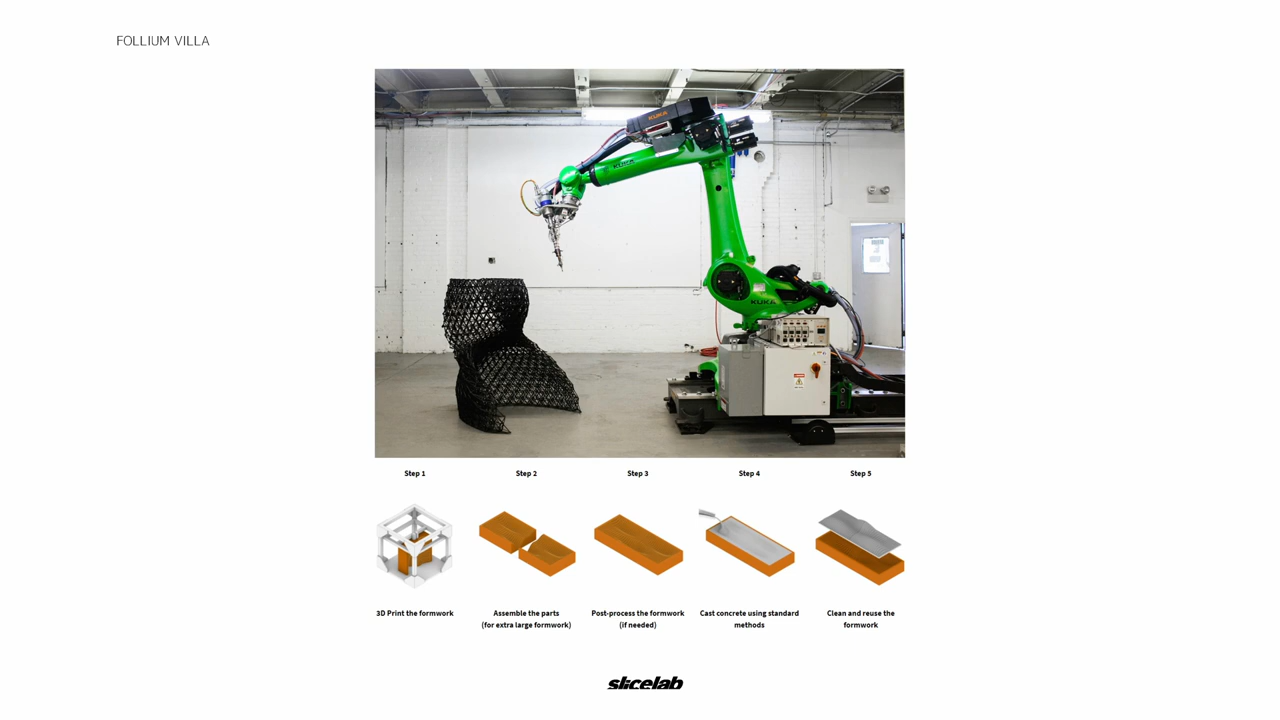 FOLLIUM VILLA
KUKA
KUKA
KUKA
Step 1
Step 2
Step 3
Step 4
Step 5
3D Print the formwork
Assemble the parts
(for extra large formwork)
Post-process the formwork
(if needed)
Cast concrete using standard
methods
Clean and reuse the
formwork
slicelab